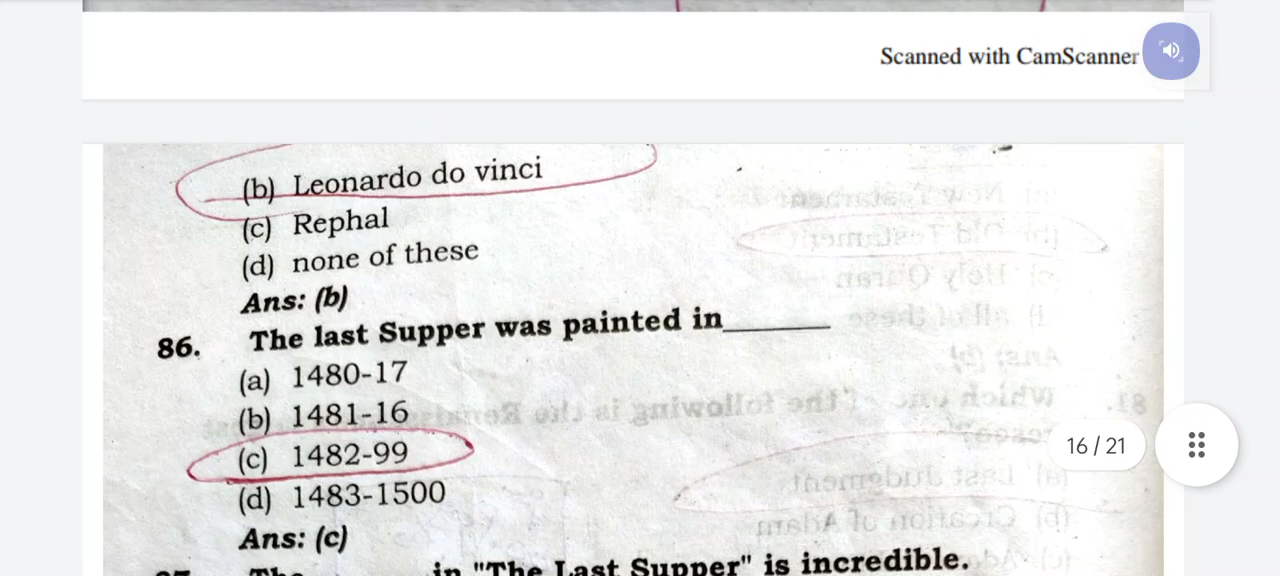 Scanned with CamScanner
(b) Leonardo do vinci
(c) Rephal
(d) none of these
Ans: (b)
86. The last Supper was painted in______
(a) 1480-17
(b) 1481-16
(c) 1482-99
16 / 21
(d) 1483-1500
Ans: (c)
in "The Last Supper" is incredible.